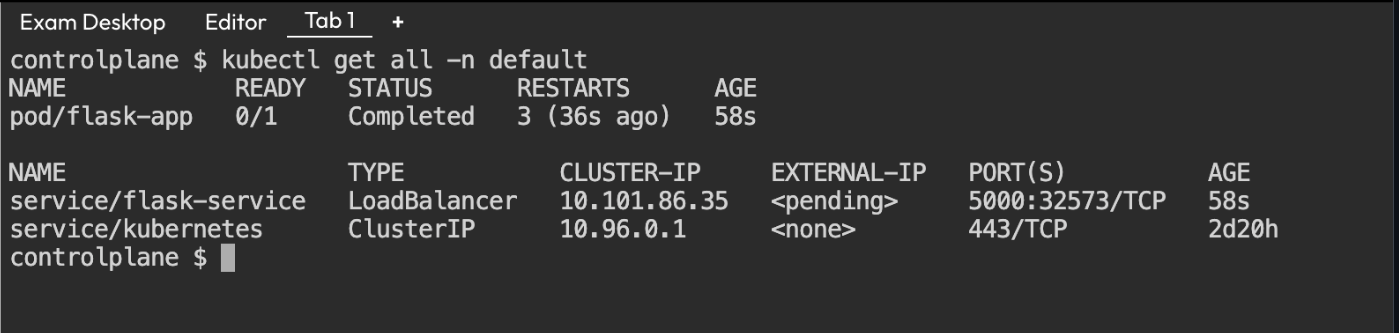 Exam Desktop Editor Tab 1 +
controlplane $ kubectl get all -n default
NAME READY STATUS RESTARTS AGE
pod/flask-app 0/1 Completed 3 (36s ago) 58s
NAME TYPE CLUSTER-IP EXTERNAL-IP PORT(S) AGE
service/flask-service LoadBalancer 10.101.86.35 <pending> 5000:32573/TCP 58s
service/kubernetes ClusterIP 10.96.0.1 <none> 443/TCP 2d20h
controlplane $